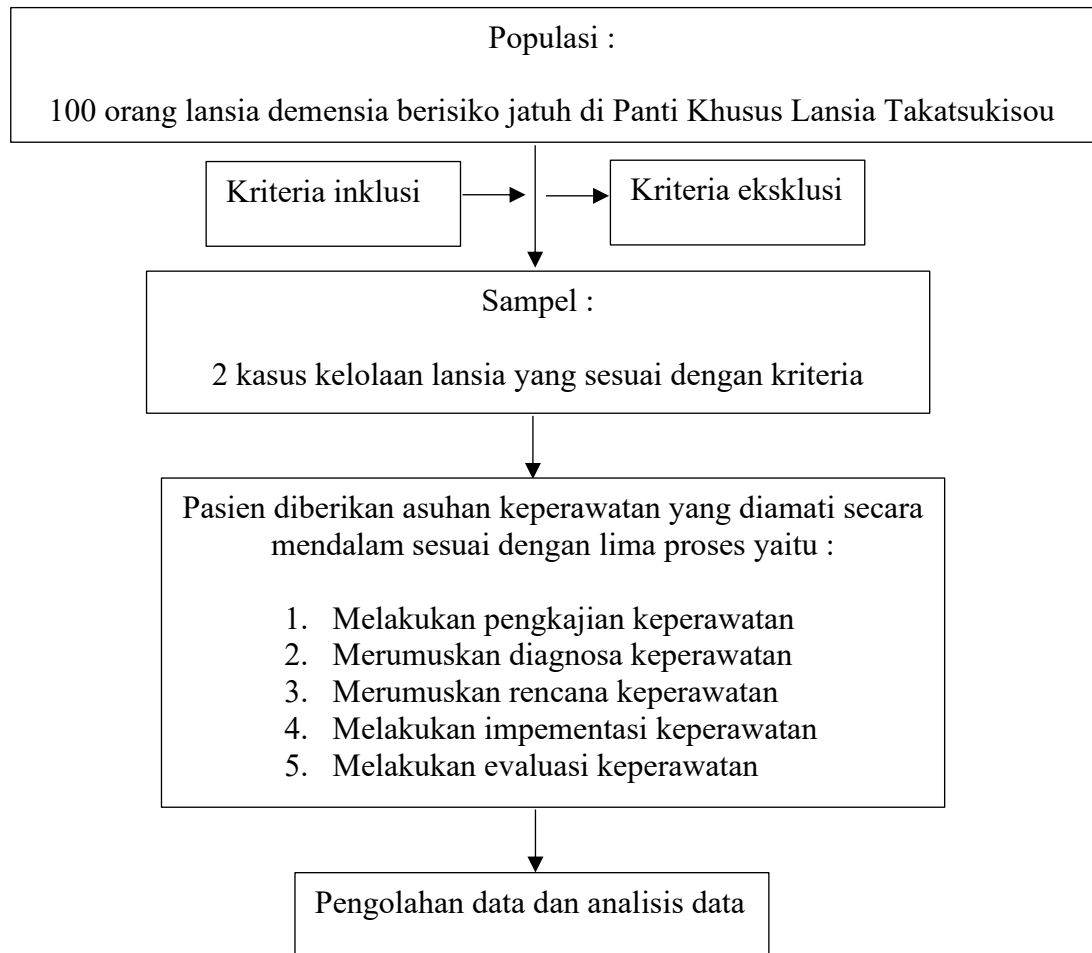 Populasi :
100 orang lansia demensia berisiko jatuh di Panti Khusus Lansia Takatsukisou
Kriteria inklusi
Kriteria eksklusi
Sampel :
2 kasus kelolaan lansia yang sesuai dengan kriteria
Pasien diberikan asuhan keperawatan yang diamati secara
mendalam sesuai dengan lima proses yaitu :
1. Melakukan pengkajian keperawatan
2. Merumuskan diagnosa keperawatan
3. Merumuskan rencana keperawatan
4. Melakukan impementasi keperawatan
5. Melakukan evaluasi keperawatan
Pengolahan data dan analisis data